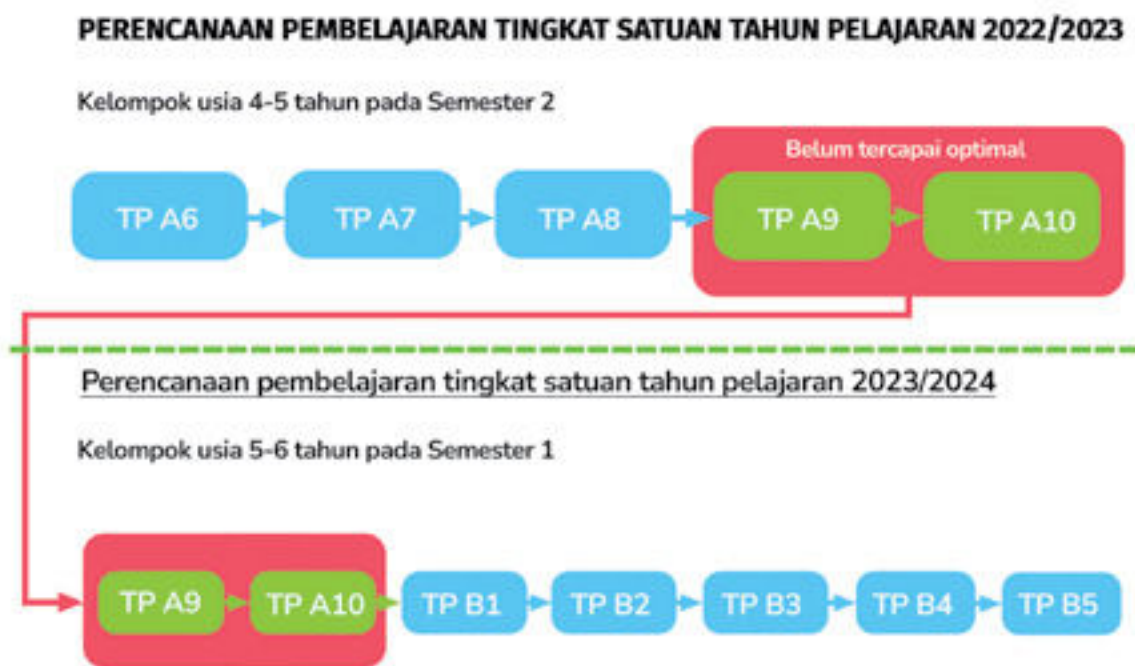 PERENCANAAN PEMBELAJARAN TINGKAT SATUAN TAHUN PELAJARAN 2022/2023
Kelompok usia 4-5 tahun pada Semester 2
Belum tercapai optimal
TP A6 TP A7 TP A8 TP A9 TP A10
Perencanaan pembelajaran tingkat satuan tahun pelajaran 2023/2024
Kelompok usia 5-6 tahun pada Semester 1
TP A9 TP A10 TP B1 TP B2 TP B3 TP B4 TP B5